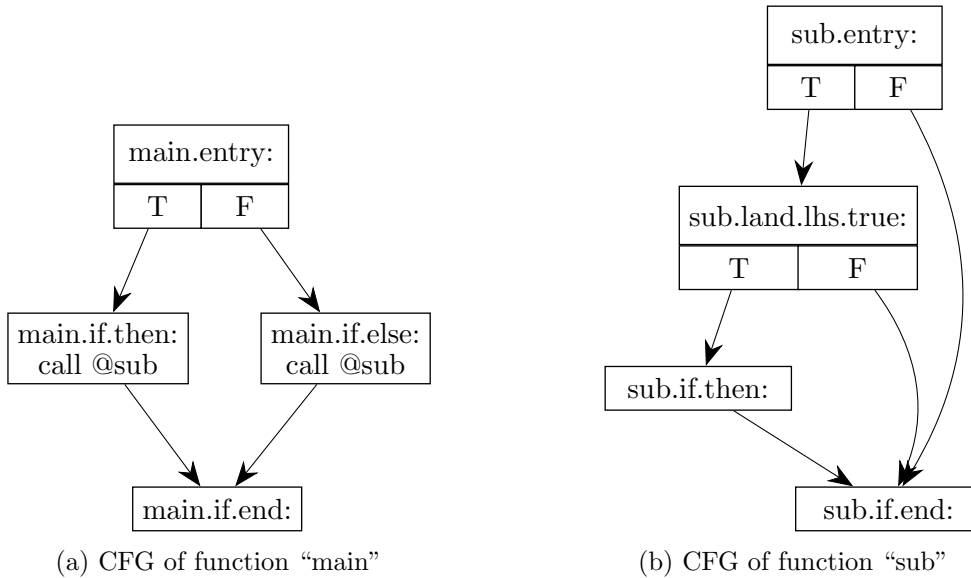 main.entry:
T F
main.if.then:
call @sub
main.if.else:
call @sub
main.if.end:
(a) CFG of function “main”
sub.entry:
T F
sub.land.lhs.true:
T F
sub.if.then:
sub.if.end:
(b) CFG of function “sub”